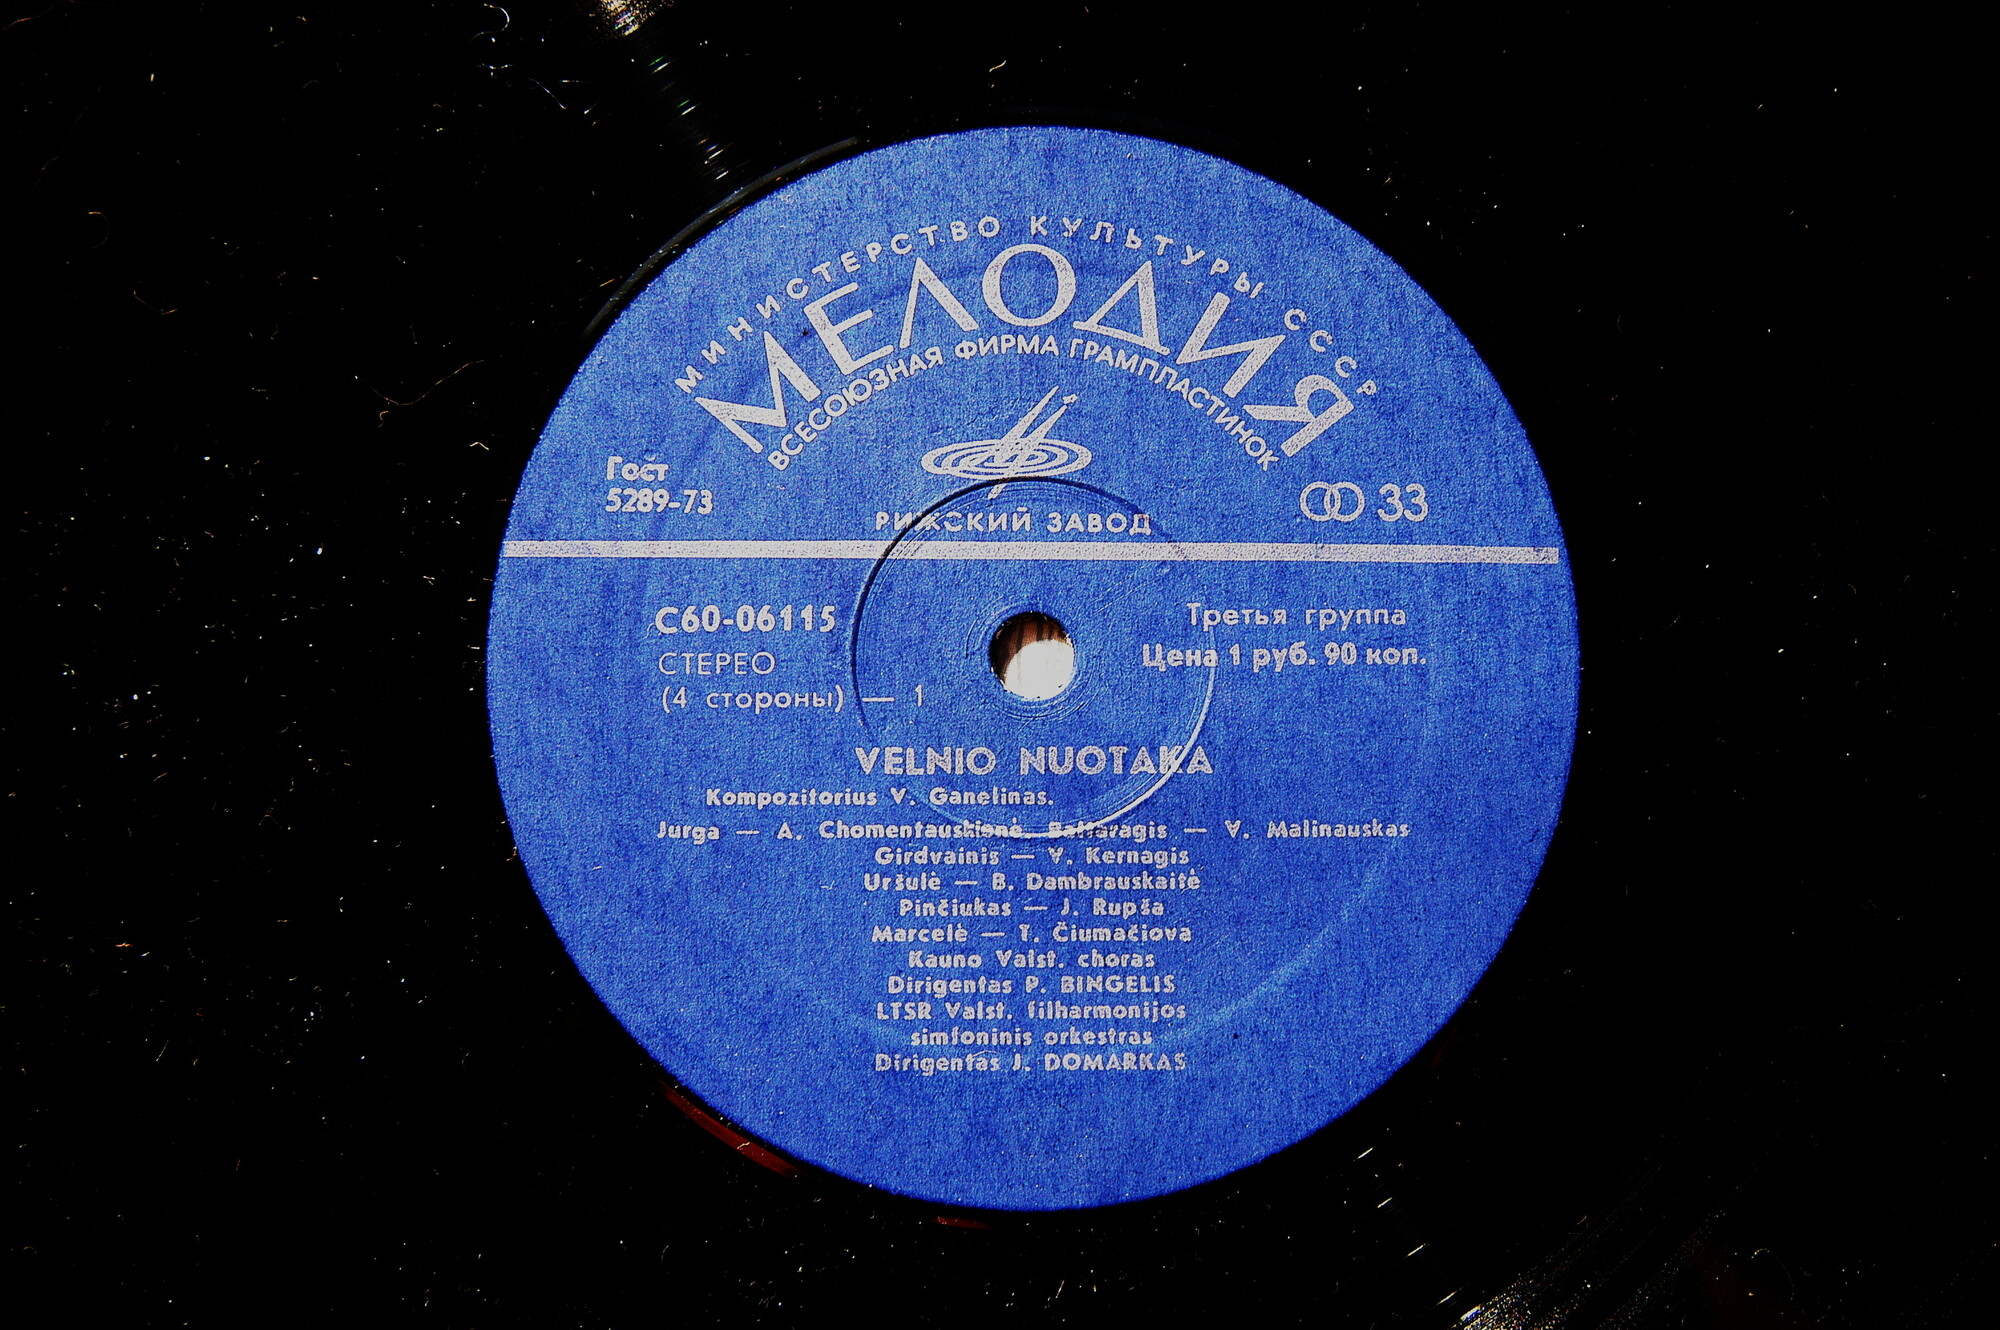 МИНИСТЕРСТВО КУЛЬТУРЫ СССР
МЕЛОДИЯ
ВСЕСОЮЗНАЯ ФИРМА ГРАМПЛАСТИНОК
Гост
5289-73
33
РИЖСКИЙ ЗАВОД
С60-06115
Третья группа
СТЕРЕО
Цена 1 руб. 90 коп.
(4 стороны) — 1
VELNIO NUOTAKA
Kompozitorius V. Ganelinas.
Jurga — A. Chomentauskienė, Baltaragis — V. Malinauskas
Girdvainis — V. Kernagis
Uršulė — B. Dambrauskaitė
Pinčiukas — J. Rupša
Marcelė — T. Čiumačiova
Kauno Valst. choras
Dirigentas P. BINGELIS
LTSR Valst. filharmonijos
simfoninis orkestras
Dirigentas J. DOMARKAS